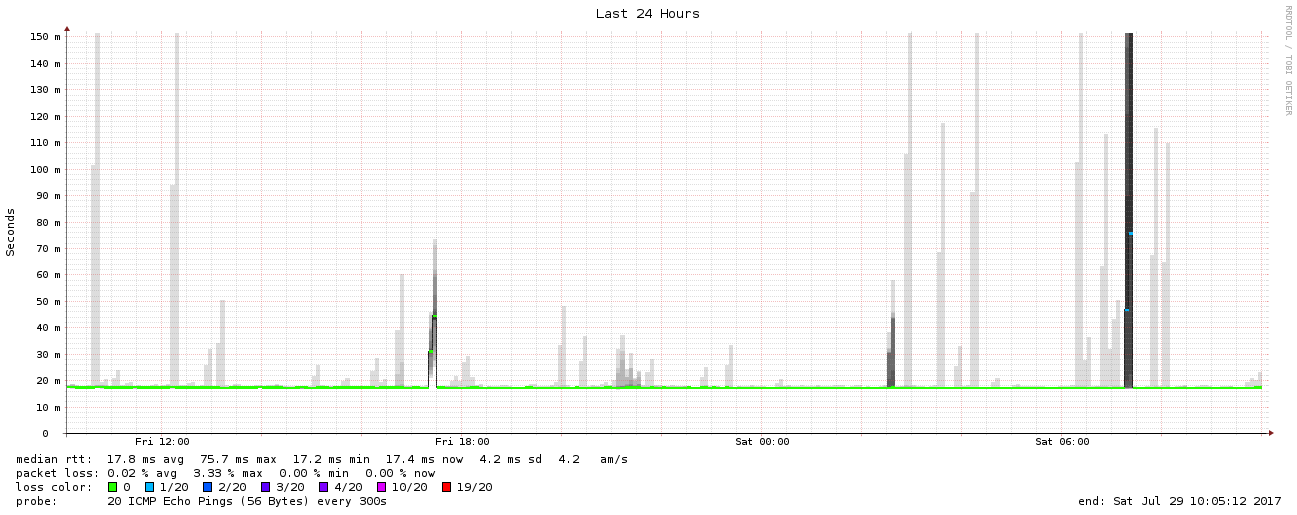 Last 24 Hours
RRDTOOL / TOBI OETIKER
Seconds
150 m
140 m
130 m
120 m
110 m
100 m
90 m
80 m
70 m
60 m
50 m
40 m
30 m
20 m
10 m
0
Fri 12:00 Fri 18:00 Sat 00:00 Sat 06:00
median rtt: 17.8 ms avg 75.7 ms max 17.2 ms min 17.4 ms now 4.2 ms sd 4.2 am/s
packet loss: 0.02 % avg 3.33 % max 0.00 % min 0.00 % now
loss color: 0 1/20 2/20 3/20 4/20 10/20 19/20
probe: 20 ICMP Echo Pings (56 Bytes) every 300s end: Sat Jul 29 10:05:12 2017